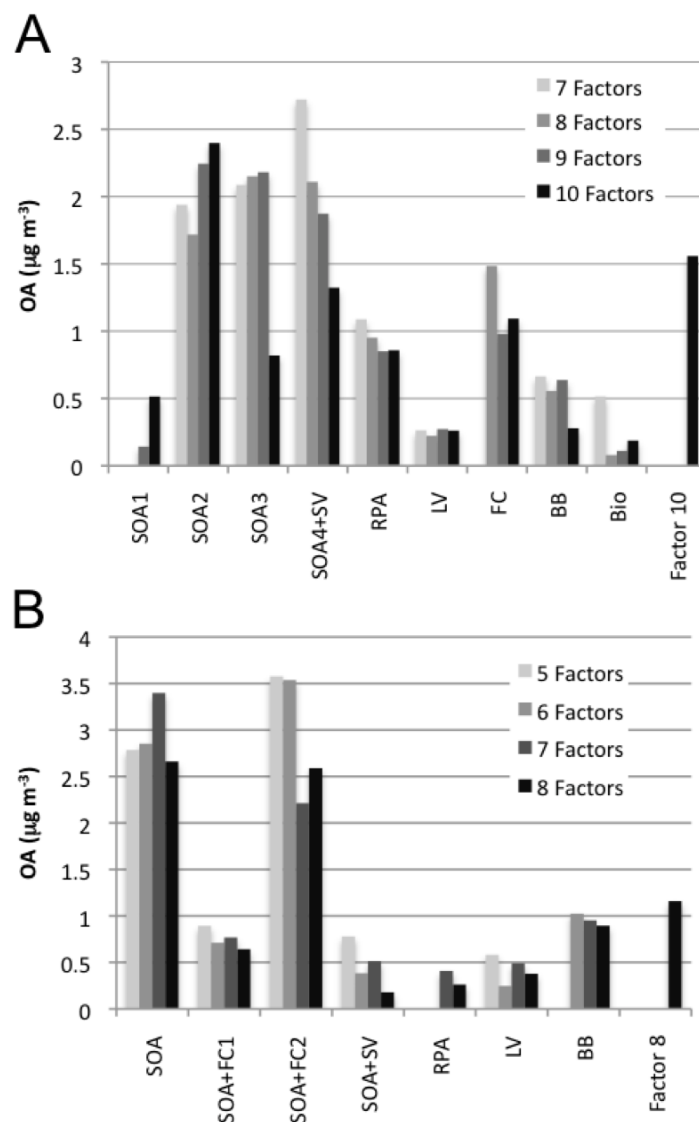 A
3
2.5
2
1.5
1
0.5
0
OA (µg m⁻³)
7 Factors
8 Factors
9 Factors
10 Factors
SOA1
SOA2
SOA3
SOA4+SV
RPA
LV
FC
BB
Bio
Factor 10
B
4
3.5
3
2.5
2
1.5
1
0.5
0
OA (µg m⁻³)
5 Factors
6 Factors
7 Factors
8 Factors
SOA
SOA+FC1
SOA+FC2
SOA+SV
RPA
LV
BB
Factor 8